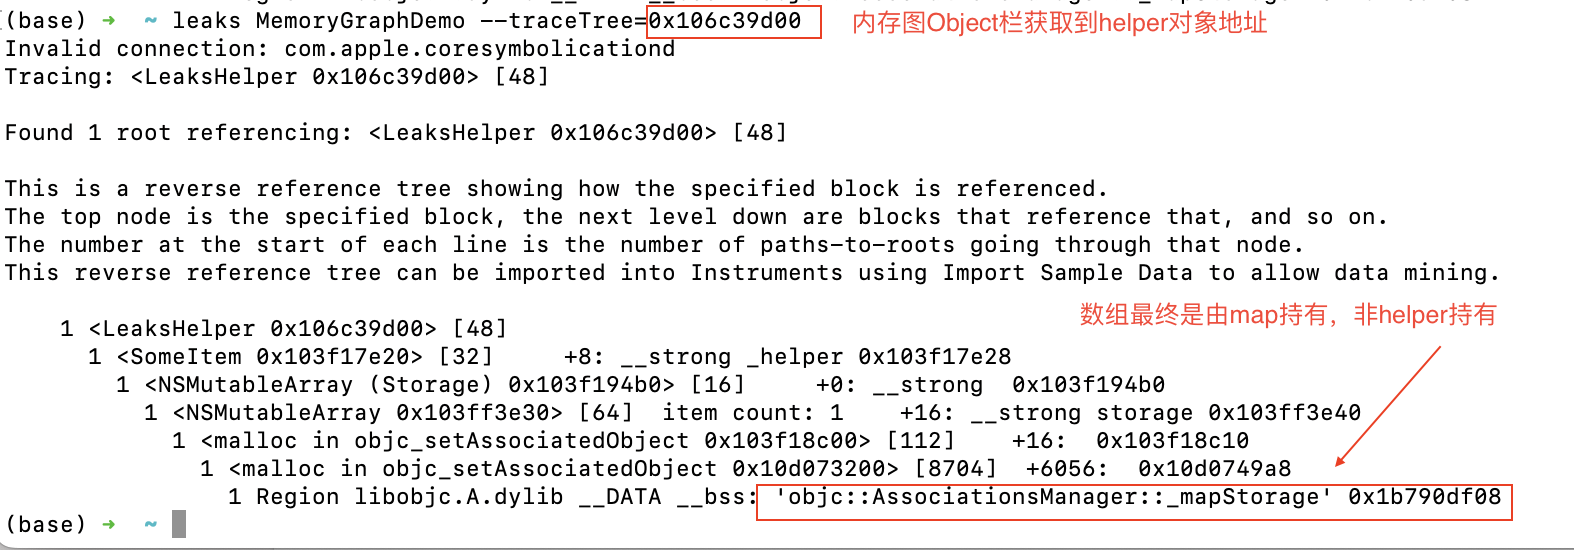 (base) → ~ leaks MemoryGraphDemo --traceTree=0x106c39d00 内存图Object栏获取到helper对象地址
Invalid connection: com.apple.coresymbolicationd
Tracing: <LeaksHelper 0x106c39d00> [48]
Found 1 root referencing: <LeaksHelper 0x106c39d00> [48]
This is a reverse reference tree showing how the specified block is referenced.
The top node is the specified block, the next level down are blocks that reference that, and so on.
The number at the start of each line is the number of paths-to-roots going through that node.
This reverse reference tree can be imported into Instruments using Import Sample Data to allow data mining.
数组最终是由map持有，非helper持有
1 <LeaksHelper 0x106c39d00> [48]
1 <SomeItem 0x103f17e20> [32] +8: __strong _helper 0x103f17e28
1 <NSMutableArray (Storage) 0x103f194b0> [16] +0: __strong 0x103f194b0
1 <NSMutableArray 0x103ff3e30> [64] item count: 1 +16: __strong storage 0x103ff3e40
1 <malloc in objc_setAssociatedObject 0x103f18c00> [112] +16: 0x103f18c10
1 <malloc in objc_setAssociatedObject 0x10d073200> [8704] +6056: 0x10d0749a8
1 Region libobjc.A.dylib __DATA __bss: 'objc::AssociationsManager::_mapStorage' 0x1b790df08
(base) → ~